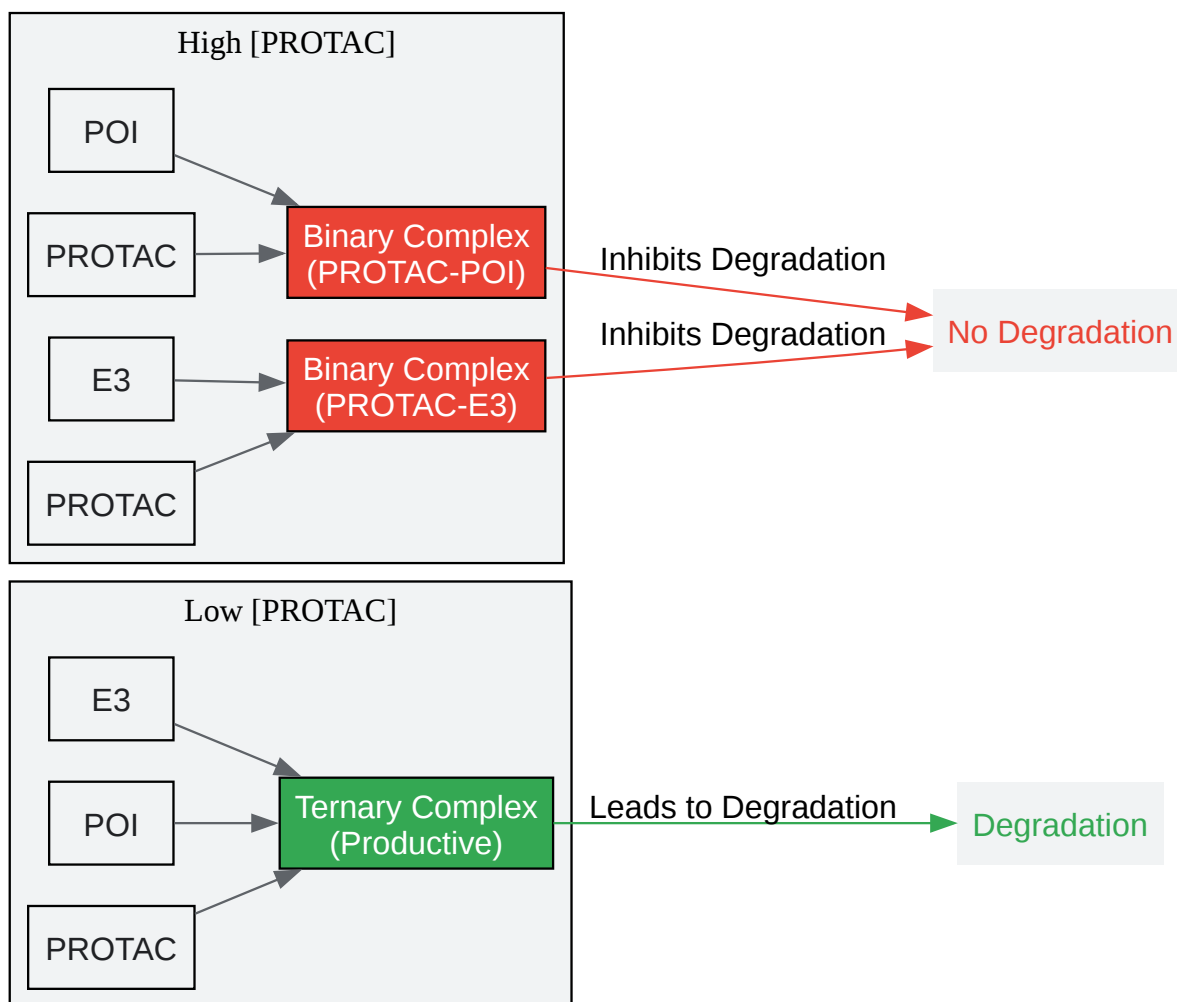 High [PROTAC]
POI
PROTAC
Binary Complex
(PROTAC-POI)
E3
PROTAC
Binary Complex
(PROTAC-E3)
Inhibits Degradation
Inhibits Degradation
No Degradation
Low [PROTAC]
E3
POI
PROTAC
Ternary Complex
(Productive)
Leads to Degradation
Degradation